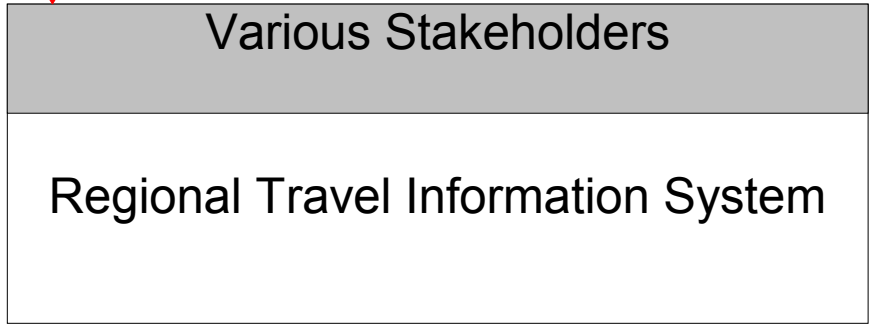 Various Stakeholders
Regional Travel Information System